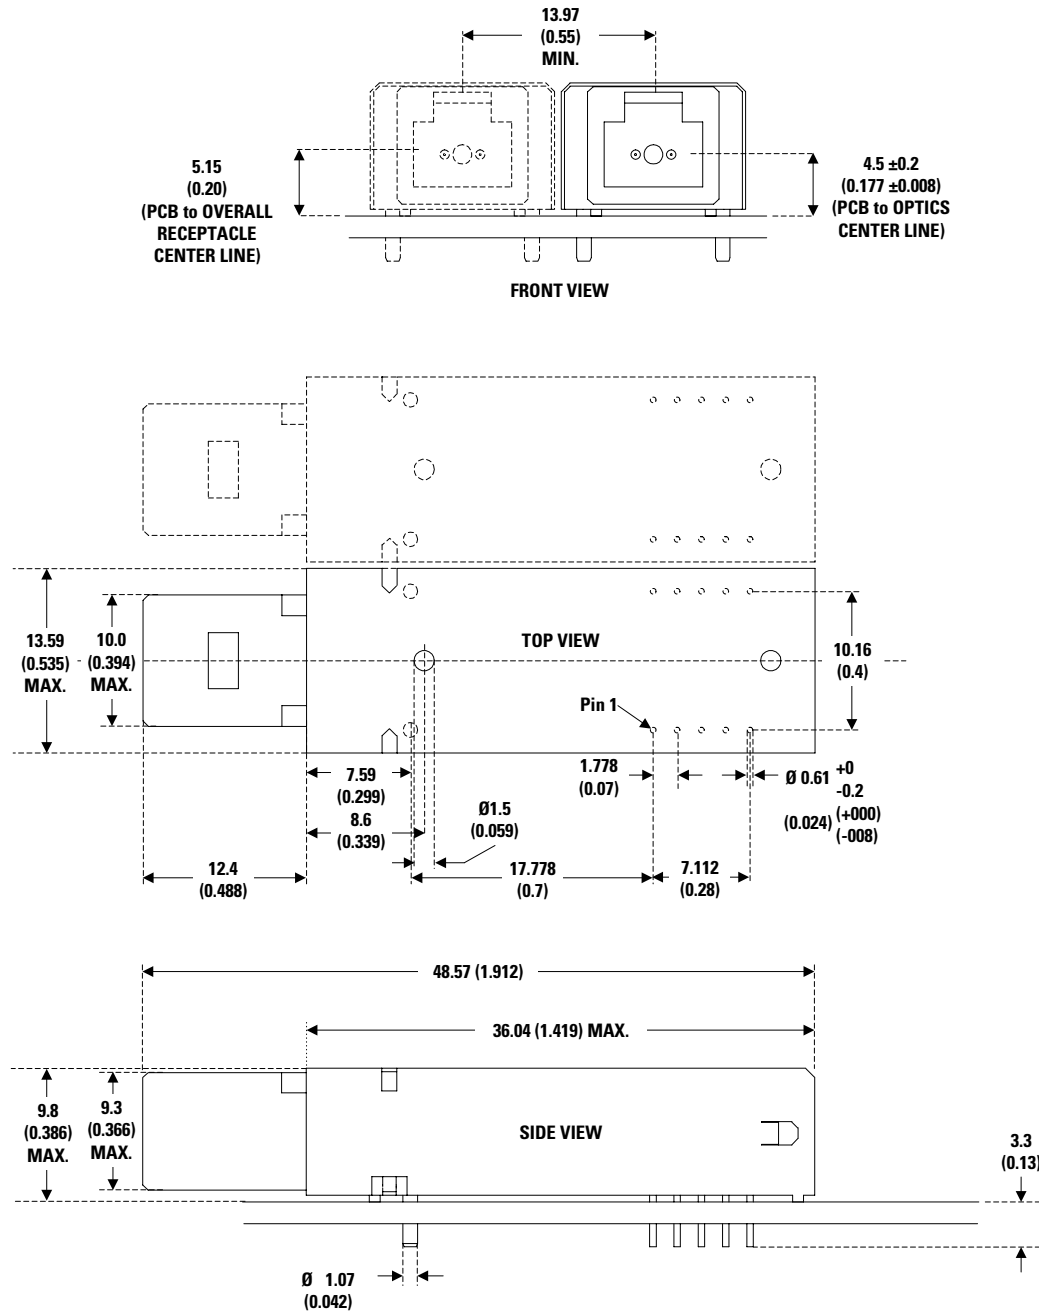 13.97
(0.55)
MIN.
5.15
(0.20)
(PCB to OVERALL
RECEPTACLE
CENTER LINE)
4.5 ±0.2
(0.177 ±0.008)
(PCB to OPTICS
CENTER LINE)
FRONT VIEW
13.59
(0.535)
MAX.
10.0
(0.394)
MAX.
TOP VIEW
10.16
(0.4)
Pin 1
7.59
(0.299)
1.778
(0.07)
Ø 0.61 +0
-0.2
(0.024) (+000)
(-008)
8.6
(0.339)
Ø1.5
(0.059)
12.4
(0.488)
17.778
(0.7)
7.112
(0.28)
48.57 (1.912)
36.04 (1.419) MAX.
9.8
(0.386)
MAX.
9.3
(0.366)
MAX.
SIDE VIEW
3.3
(0.13)
Ø 1.07
(0.042)